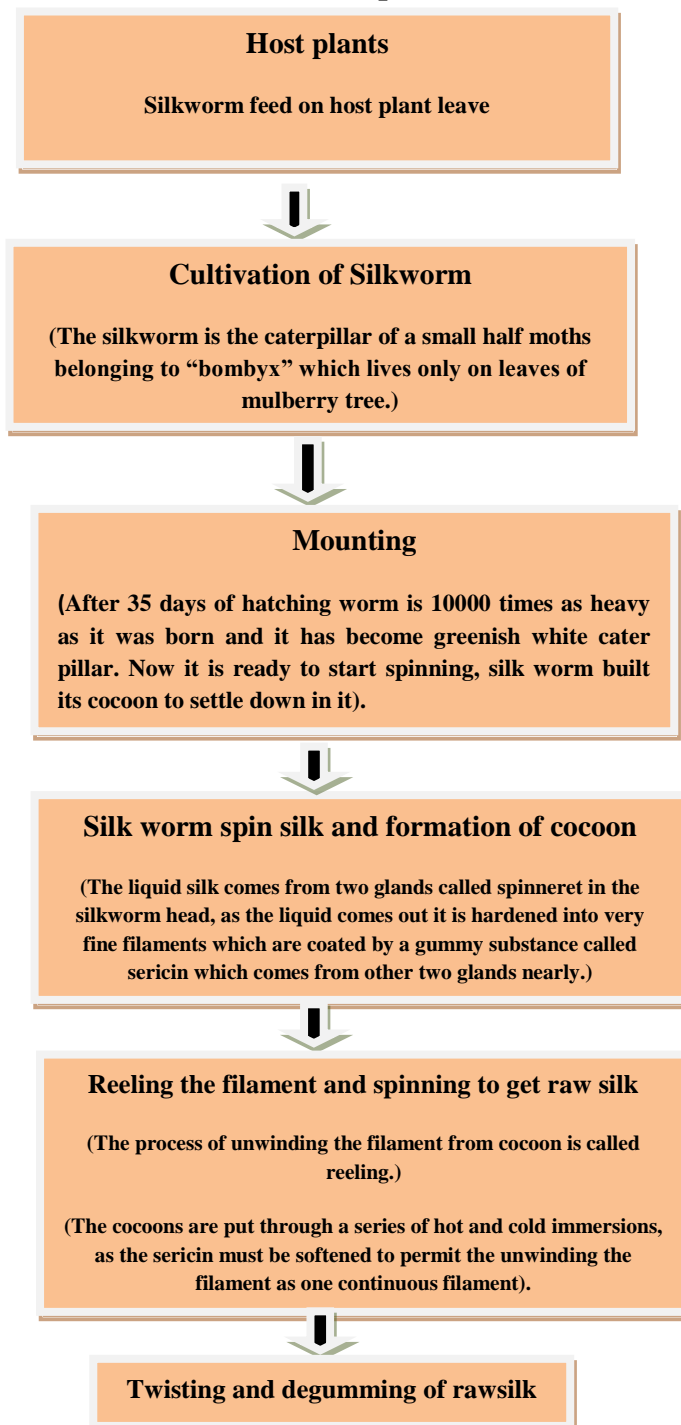 Host plants
Silkworm feed on host plant leave
Cultivation of Silkworm
(The silkworm is the caterpillar of a small half moths
belonging to “bombyx” which lives only on leaves of
mulberry tree.)
Mounting
(After 35 days of hatching worm is 10000 times as heavy
as it was born and it has become greenish white cater
pillar. Now it is ready to start spinning, silk worm built
its cocoon to settle down in it).
Silk worm spin silk and formation of cocoon
(The liquid silk comes from two glands called spinneret in the
silkworm head, as the liquid comes out it is hardened into very
fine filaments which are coated by a gummy substance called
sericin which comes from other two glands nearly.)
Reeling the filament and spinning to get raw silk
(The process of unwinding the filament from cocoon is called
reeling.)
(The cocoons are put through a series of hot and cold immersions,
as the sericin must be softened to permit the unwinding the
filament as one continuous filament).
Twisting and degumming of rawsilk